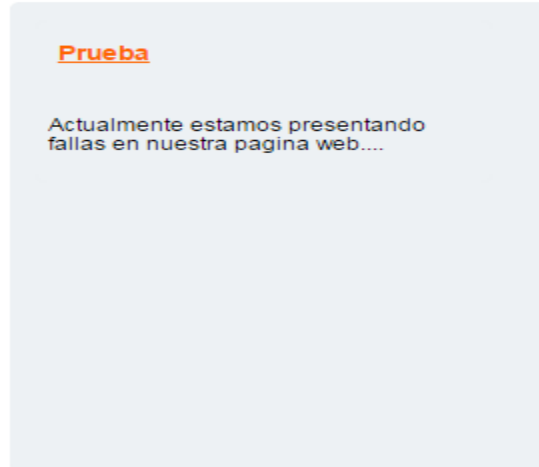 Prueba
Actualmente estamos presentando
fallas en nuestra pagina web....